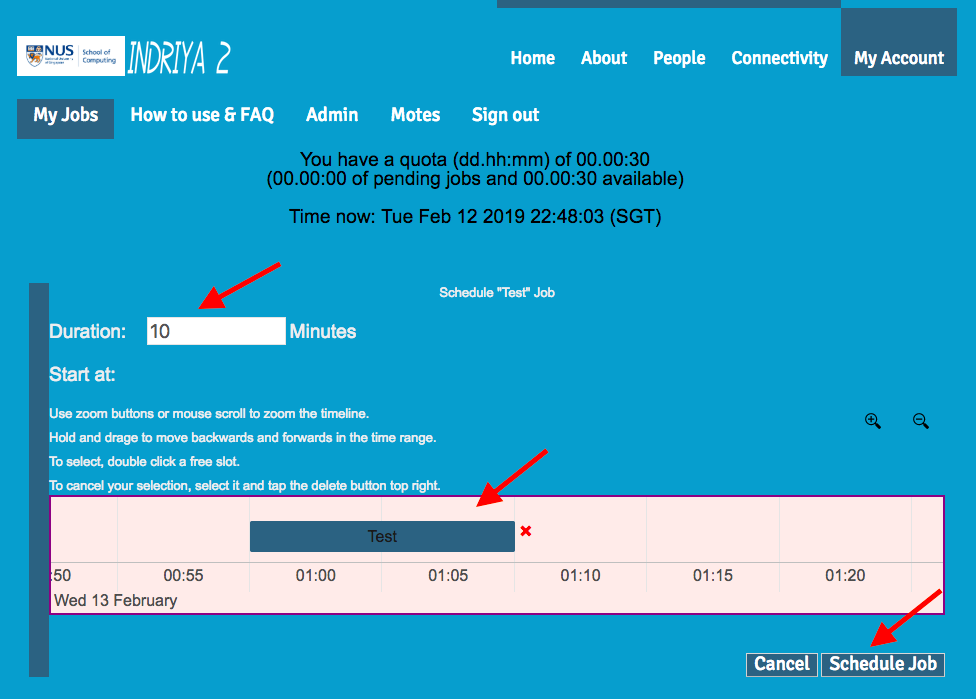 NUS
School of
Computing
INDRIYA 2
Home About People Connectivity My Account
My Jobs How to use & FAQ Admin Motes Sign out
You have a quota (dd.hh:mm) of 00.00:30
(00.00:00 of pending jobs and 00.00:30 available)
Time now: Tue Feb 12 2019 22:48:03 (SGT)
Schedule "Test" Job
Duration: 10 Minutes
Start at:
Use zoom buttons or mouse scroll to zoom the timeline.
Hold and drage to move backwards and forwards in the time range.
To select, double click a free slot.
To cancel your selection, select it and tap the delete button top right.
Test
:50 00:55 01:00 01:05 01:10 01:15 01:20
Wed 13 February
Cancel Schedule Job